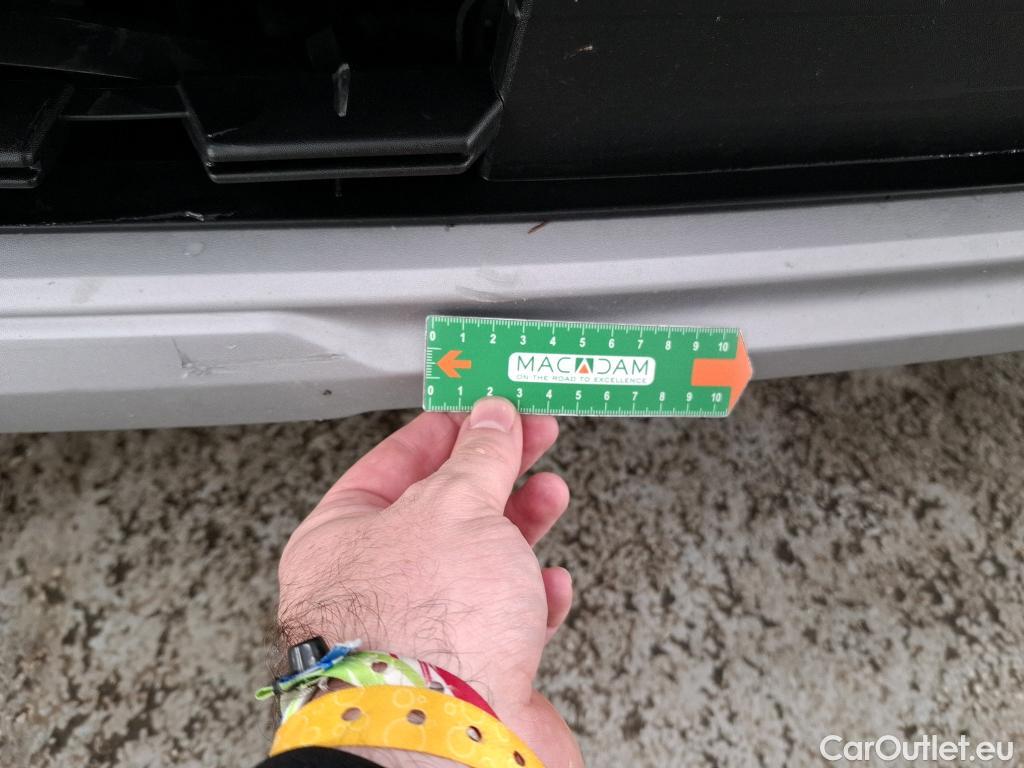 0 1 2 3 4 5 6 7 8 9 10
MACADAM
ON THE ROAD TO EXCELLENCE
0 1 2 3 4 5 6 7 8 9 10
CarOutlet.eu